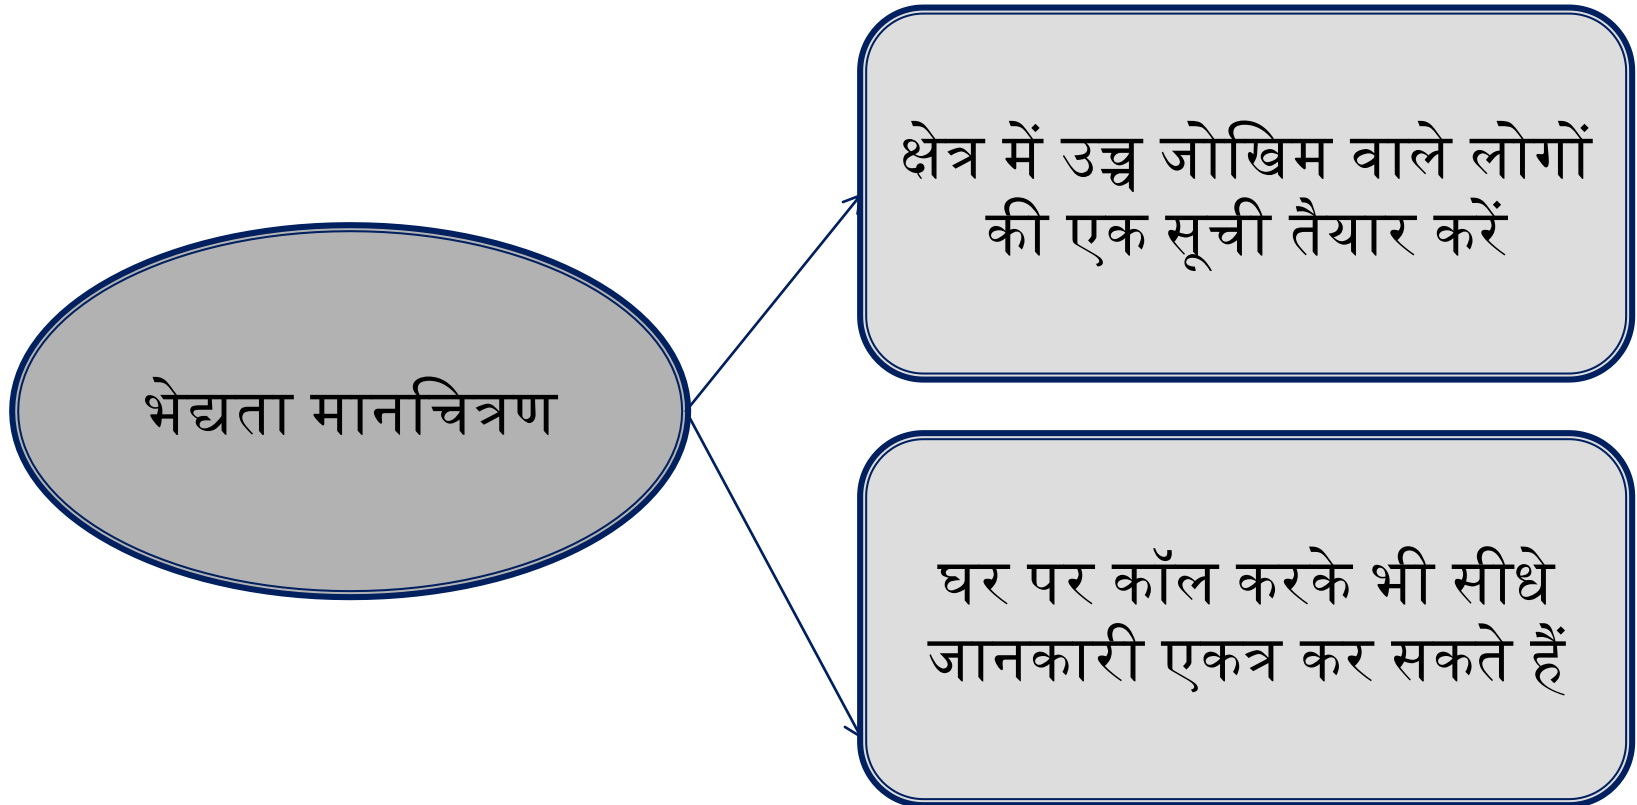 भेद्यता मानचित्रण
क्षेत्र में उच्च जोखिम वाले लोगों
की एक सूची तैयार करें
घर पर कॉल करके भी सीधे
जानकारी एकत्र कर सकते हैं